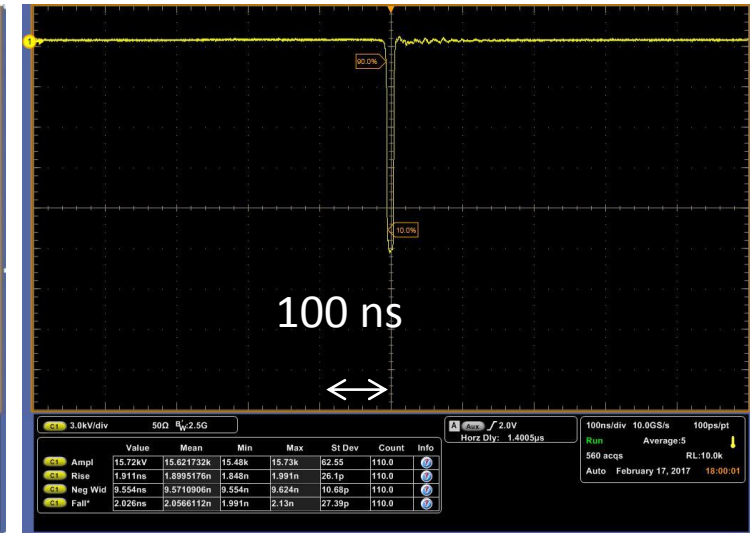 1
90.0%
10.0%
100 ns
C1 3.0kV/div 50Ω BW:2.5G
A Aux 2.0V
Horz Dly: 1.4005µs
100ns/div 10.0GS/s 100ps/pt
Run Average:5
560 acqs RL:10.0k
Auto February 17, 2017 18:00:01
Value Mean Min Max St Dev Count Info
C1 Ampl 15.72kV 15.621732k 15.48k 15.73k 62.55 110.0
C1 Rise 1.911ns 1.8995176n 1.848n 1.991n 26.1p 110.0
C1 Neg Wid 9.554ns 9.5710906n 9.554n 9.624n 10.68p 110.0
C1 Fall* 2.026ns 2.0566112n 1.991n 2.13n 27.39p 110.0